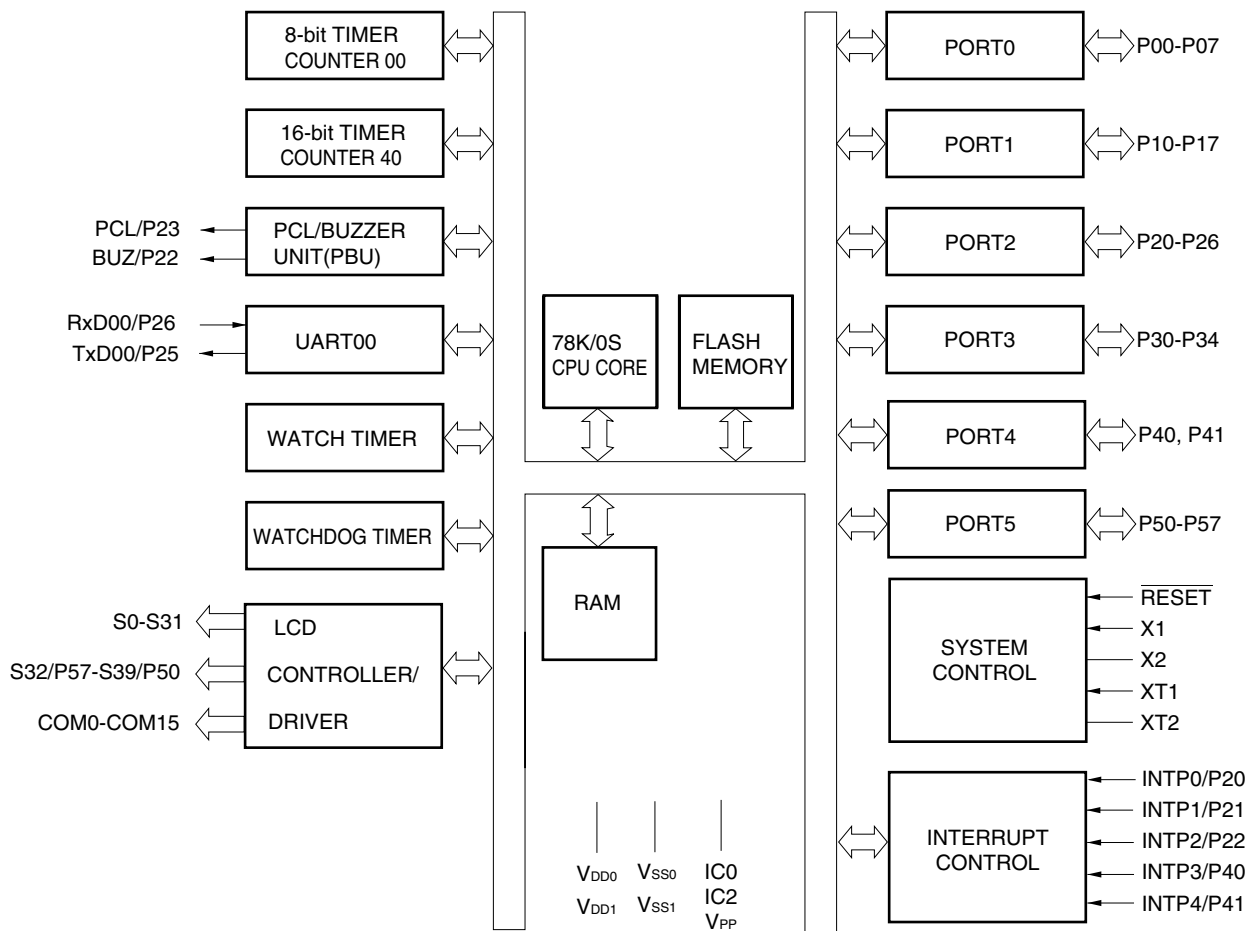 8-bit TIMER
COUNTER 00
16-bit TIMER
COUNTER 40
PCL/P23
BUZ/P22
PCL/BUZZER
UNIT(PBU)
RxD00/P26
TxD00/P25
UART00
WATCH TIMER
WATCHDOG TIMER
S0-S31
S32/P57-S39/P50
COM0-COM15
LCD
CONTROLLER/
DRIVER
78K/0S
CPU CORE
FLASH
MEMORY
RAM
VDD0
VDD1
VSS0
VSS1
IC0
IC2
VPP
PORT0
P00-P07
PORT1
P10-P17
PORT2
P20-P26
PORT3
P30-P34
PORT4
P40, P41
PORT5
P50-P57
SYSTEM
CONTROL
RESET
X1
X2
XT1
XT2
INTERRUPT
CONTROL
INTP0/P20
INTP1/P21
INTP2/P22
INTP3/P40
INTP4/P41